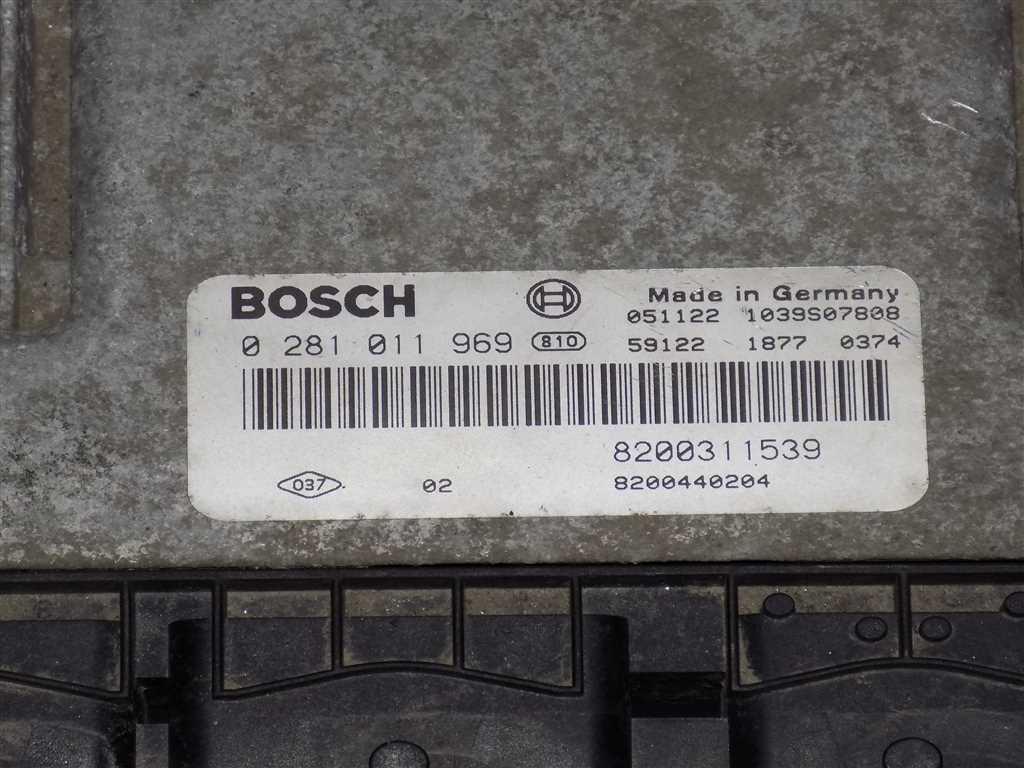 BOSCH
Made in Germany
051122 1039S07808
0 281 011 969 810
59122 1877 0374
8200311539
037 02
8200440204